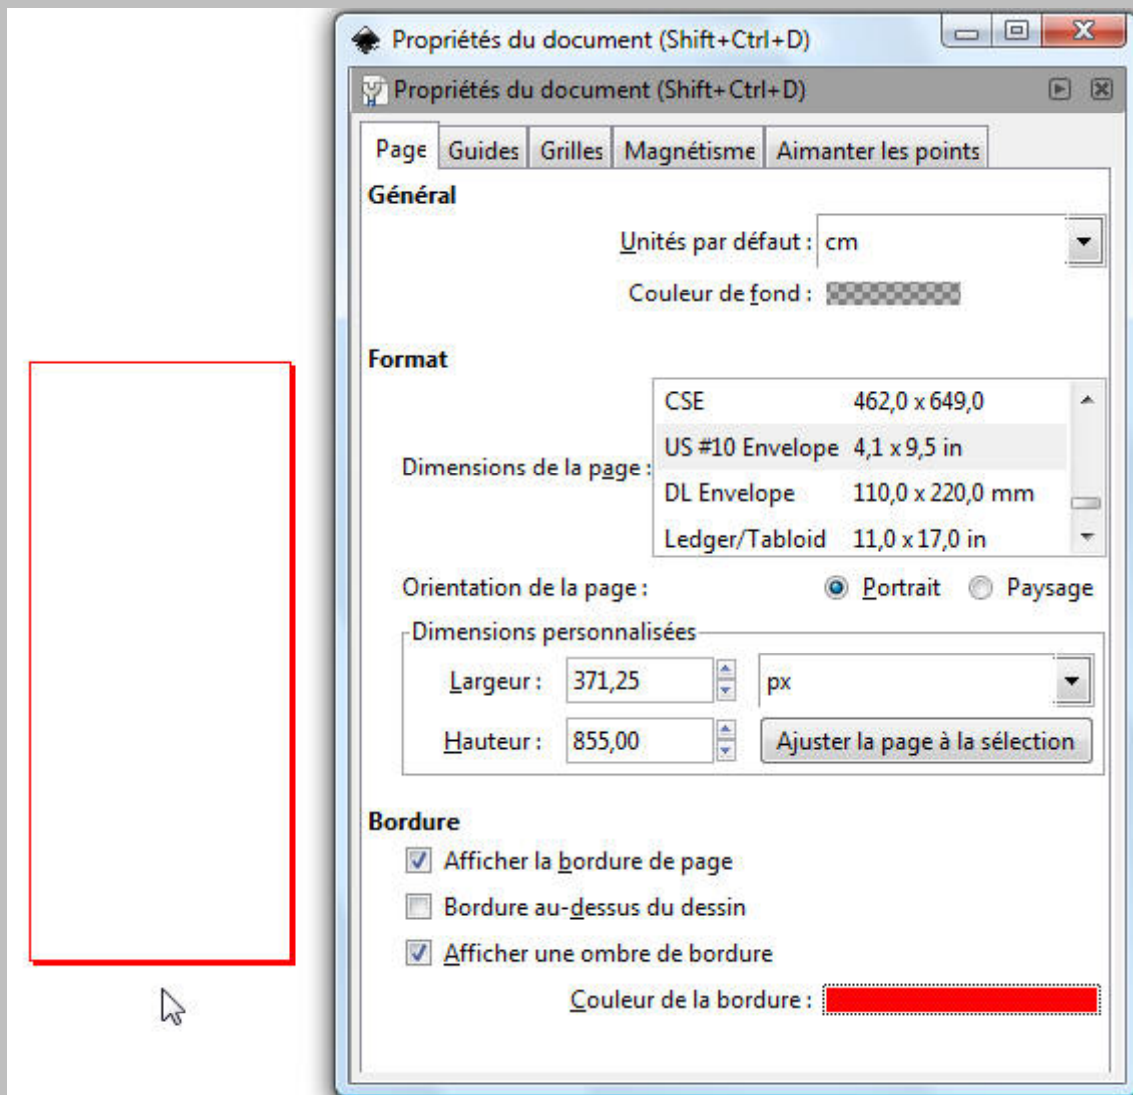 Propriétés du document (Shift+Ctrl+D)
Propriétés du document (Shift+Ctrl+D)
Page Guides Grilles Magnétisme Aimanter les points
Général
Unités par défaut : cm
Couleur de fond :
Format
CSE 462,0 x 649,0
US #10 Envelope 4,1 x 9,5 in
Dimensions de la page :
DL Envelope 110,0 x 220,0 mm
Ledger/Tabloid 11,0 x 17,0 in
Orientation de la page : Portrait Paysage
Dimensions personnalisées
Largeur : 371,25 px
Hauteur : 855,00 Ajuster la page à la sélection
Bordure
Afficher la bordure de page
Bordure au-dessus du dessin
Afficher une ombre de bordure
Couleur de la bordure :